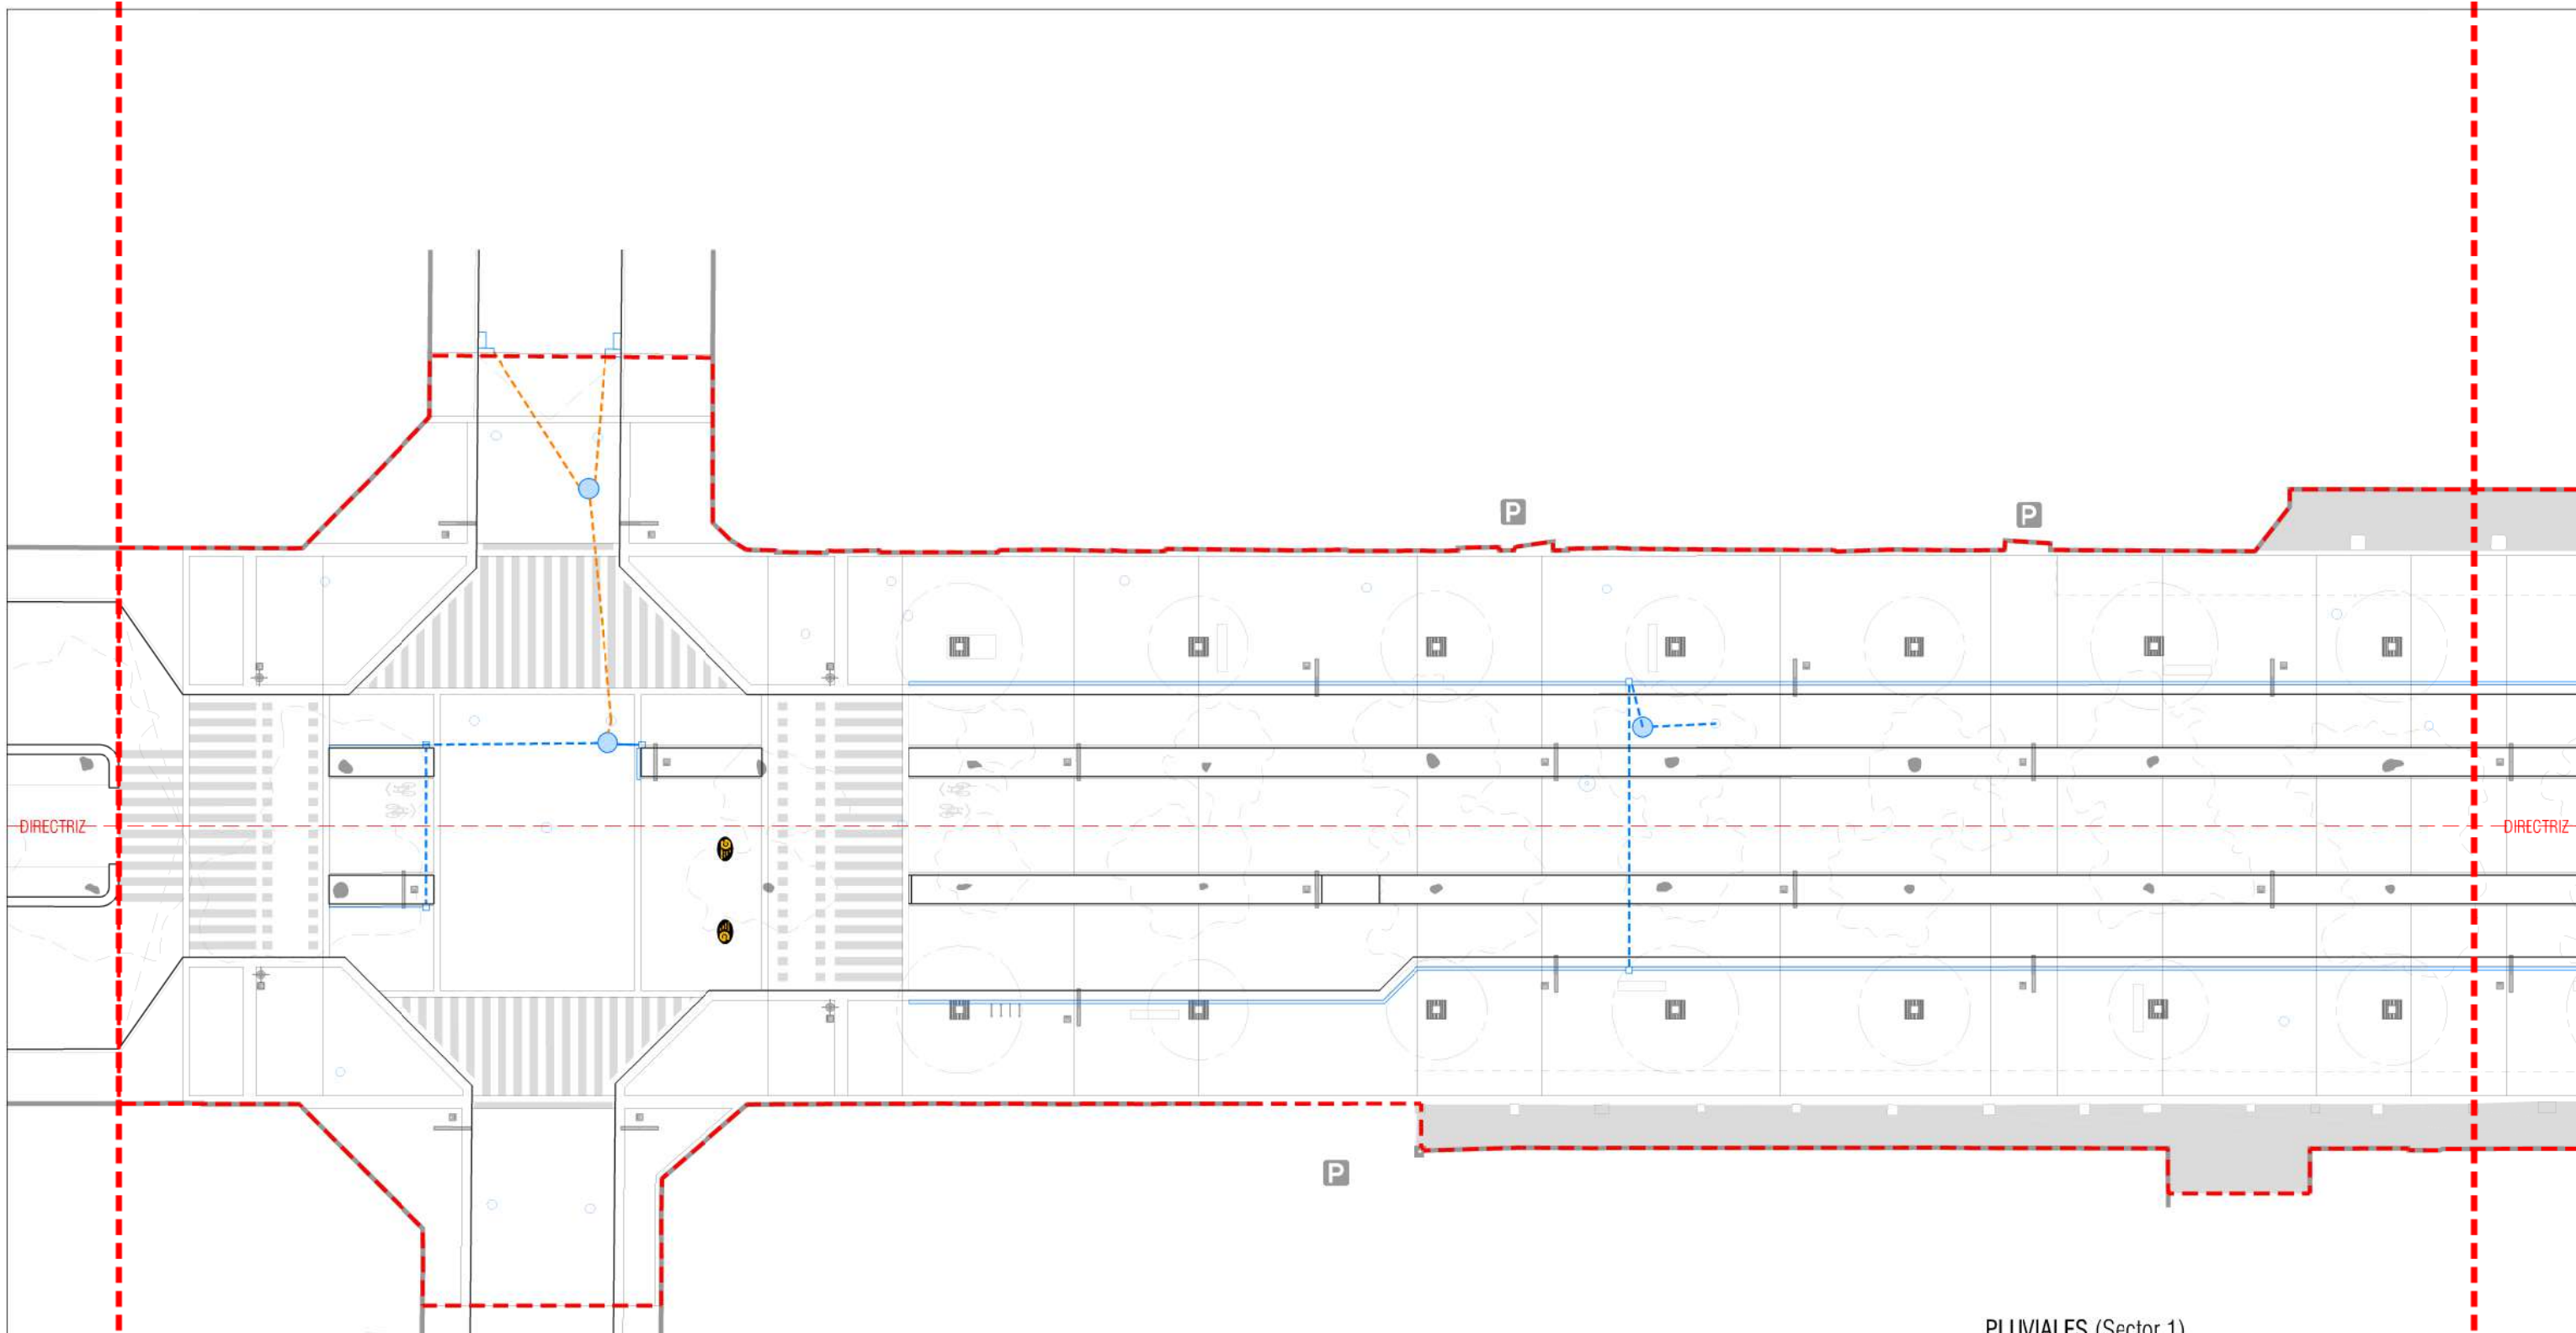 P
P
DIRECTRIZ
DIRECTRIZ
P
PLUVIALES (Sector 1)